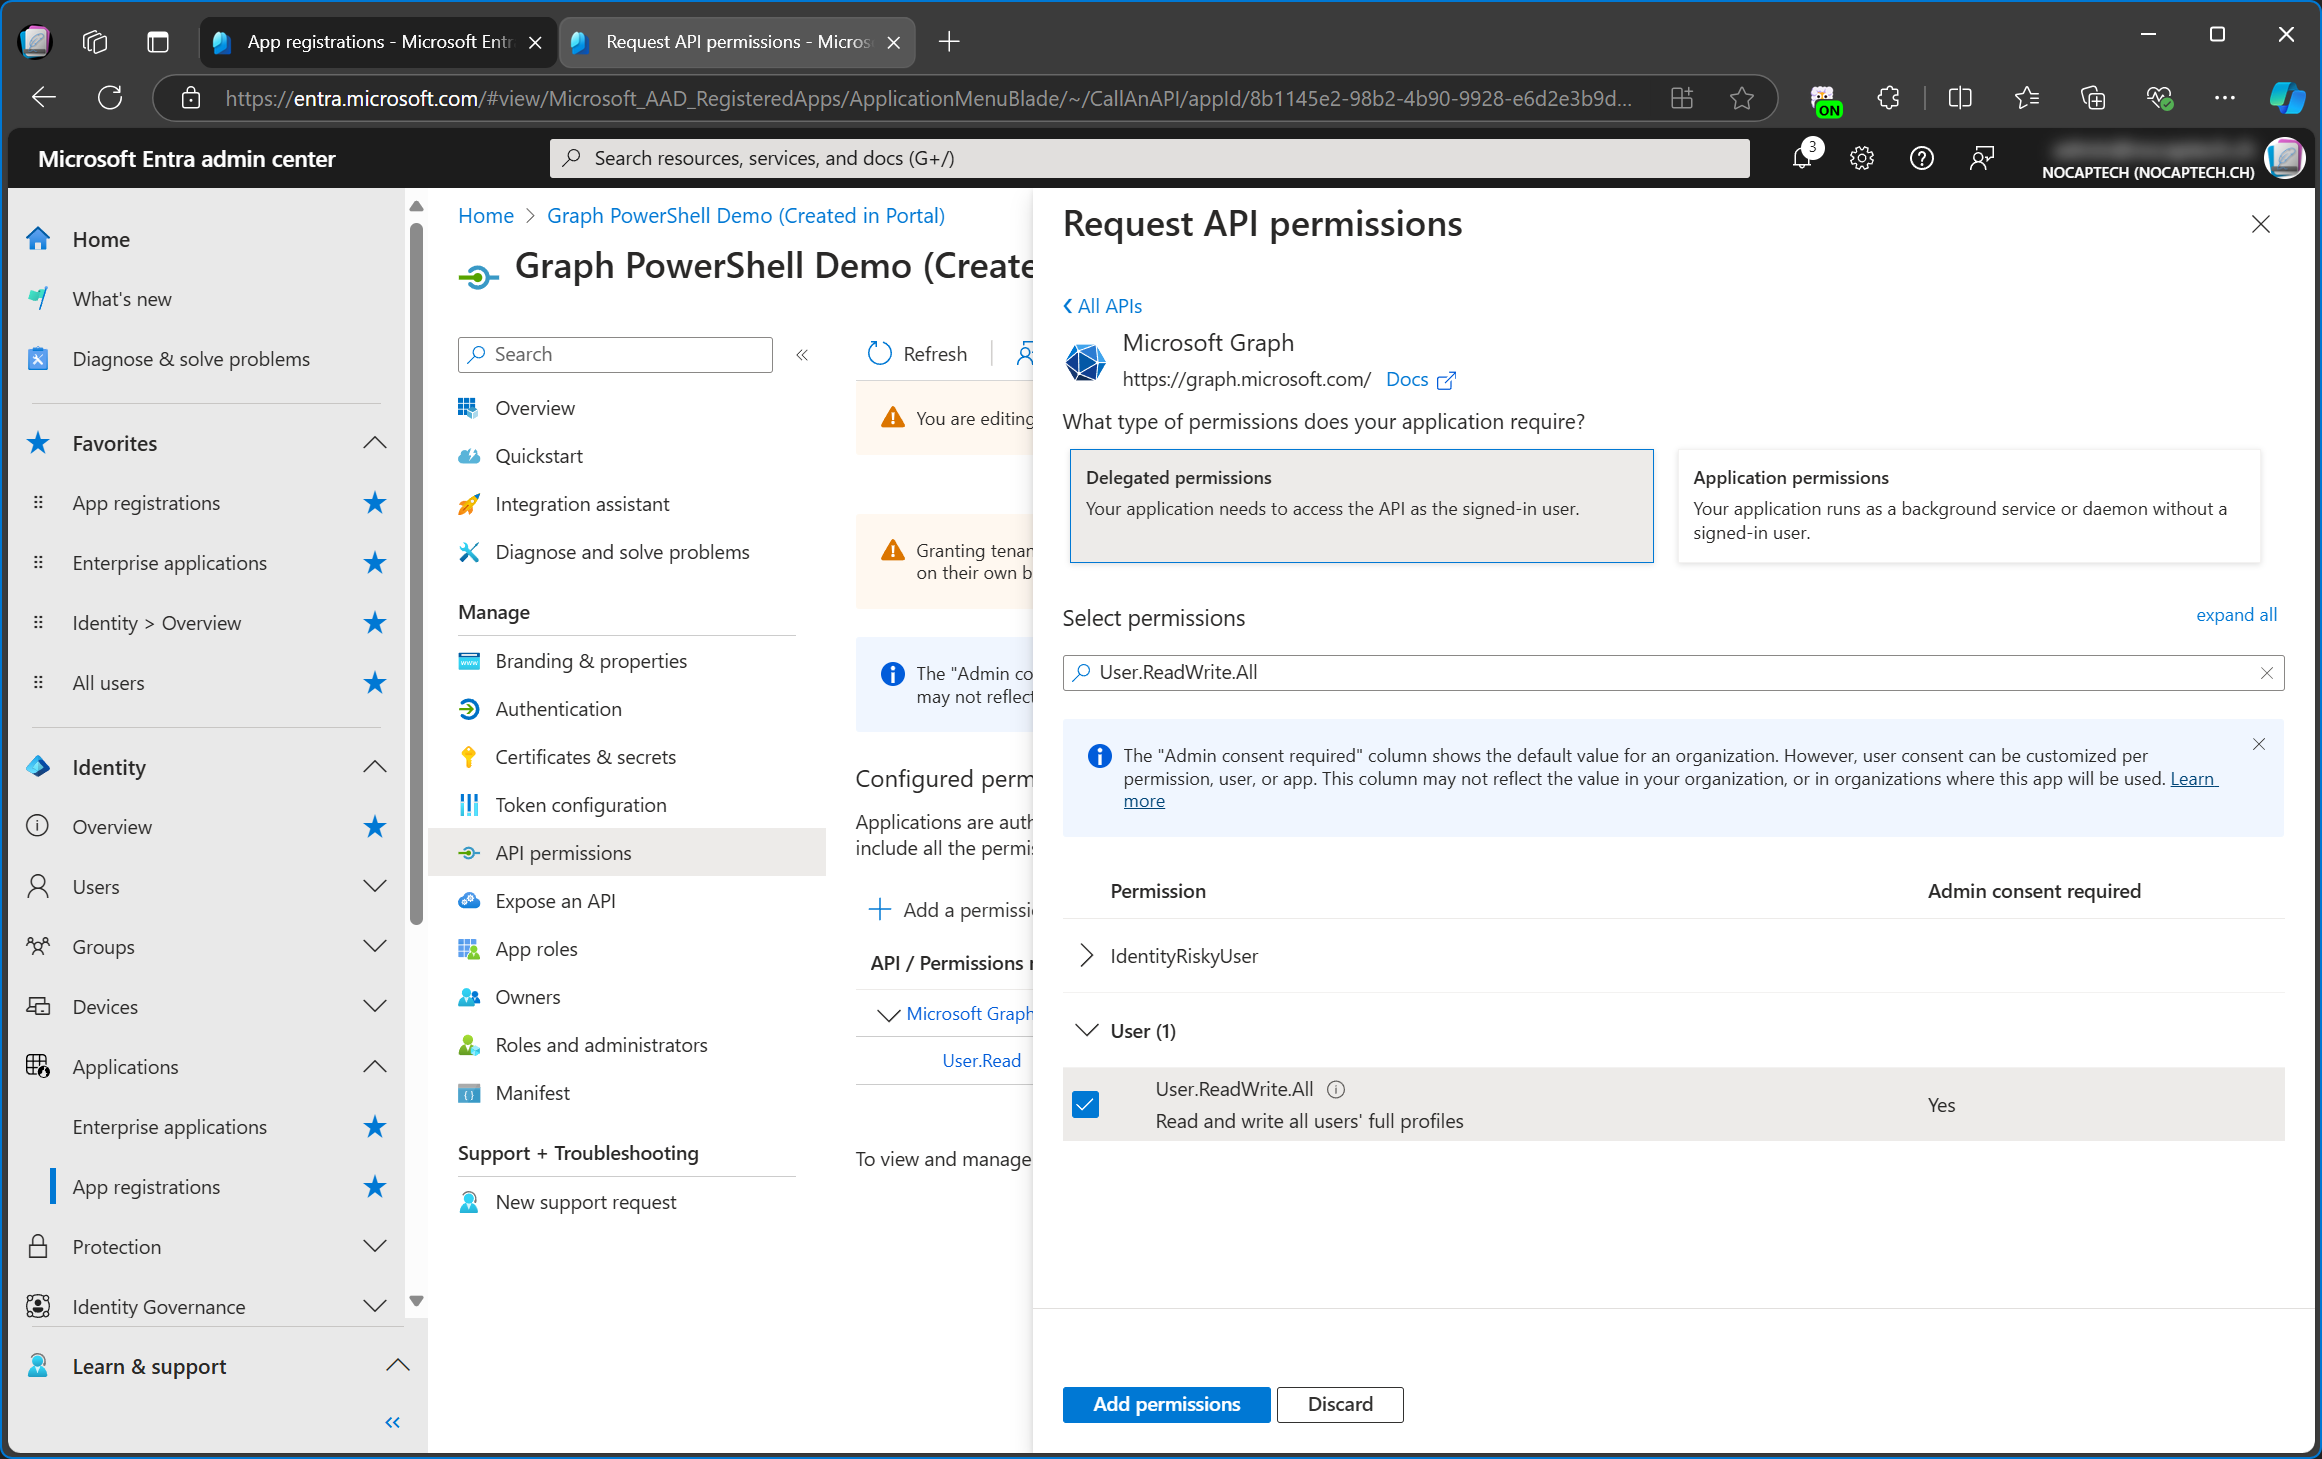 App registrations - Microsoft Entr
Request API permissions - Micros
https://entra.microsoft.com/#view/Microsoft_AAD_RegisteredApps/ApplicationMenuBlade/~/CallAnAPI/appId/8b1145e2-98b2-4b90-9928-e6d2e3b9d...
ON
Microsoft Entra admin center
Search resources, services, and docs (G+/)
3
NOCAPTECH (NOCAPTECH.CH)
Home
What's new
Diagnose & solve problems
Favorites
App registrations
Enterprise applications
Identity > Overview
All users
Identity
Overview
Users
Groups
Devices
Applications
Enterprise applications
App registrations
Protection
Identity Governance
Learn & support
Home > Graph PowerShell Demo (Created in Portal)
Graph PowerShell Demo (Create
Search
Overview
Quickstart
Integration assistant
Diagnose and solve problems
Manage
Branding & properties
Authentication
Certificates & secrets
Token configuration
API permissions
Expose an API
App roles
Owners
Roles and administrators
Manifest
Support + Troubleshooting
New support request
Refresh
You are editing
Granting tenan
on their own b
The "Admin co
may not reflect
Configured perm
Applications are auth
include all the permis
Add a permissi
API / Permissions n
Microsoft Graph
User.Read
To view and manage
Request API permissions
All APIs
Microsoft Graph
https://graph.microsoft.com/ Docs
What type of permissions does your application require?
Delegated permissions
Your application needs to access the API as the signed-in user.
Application permissions
Your application runs as a background service or daemon without a
signed-in user.
Select permissions
expand all
User.ReadWrite.All
The "Admin consent required" column shows the default value for an organization. However, user consent can be customized per
permission, user, or app. This column may not reflect the value in your organization, or in organizations where this app will be used. Learn
more
Permission
Admin consent required
IdentityRiskyUser
User (1)
User.ReadWrite.All
Read and write all users' full profiles
Yes
Add permissions
Discard